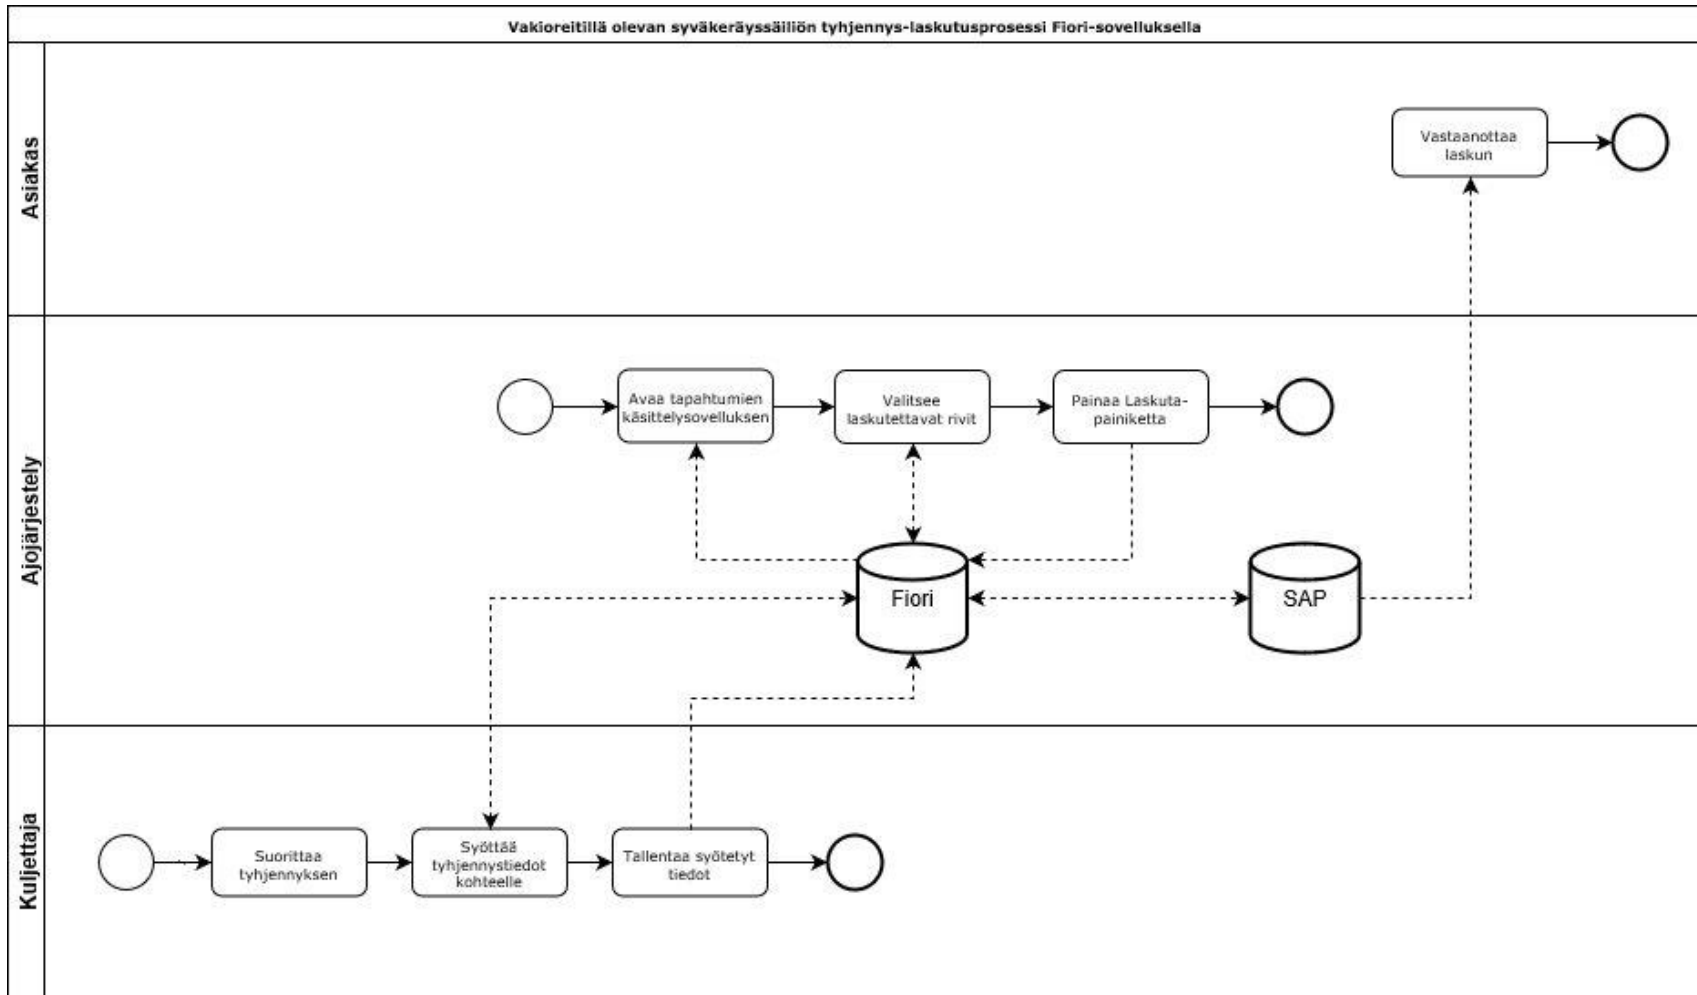 Vakioreitillä olevan syväkeräyssäiliön tyhjennys-laskutusprosessi Fiori-sovelluksella
Asiakas
Vastaanottaa
laskun
Ajojärjestely
Avaa tapahtumien
käsittelysovelluksen
Valitsee
laskutettavat rivit
Painaa Laskuta-
painiketta
Fiori
SAP
Kuljettaja
Suorittaa
tyhjennyksen
Syöttää
tyhjennystiedot
kohteelle
Tallentaa syötetyt
tiedot